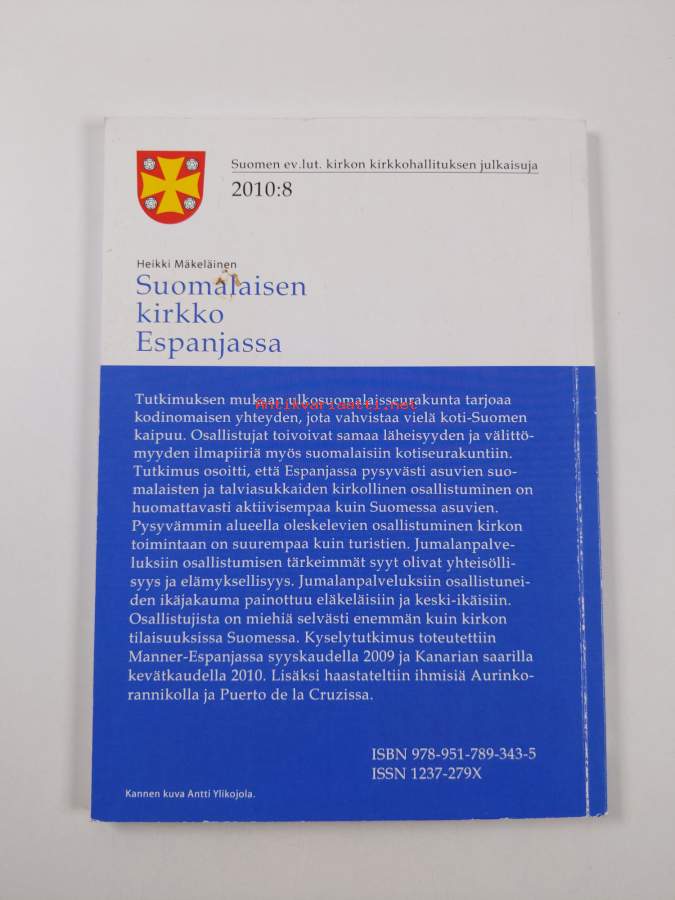 Suomen ev.lut. kirkon kirkkohallituksen julkaisuja
2010:8
Heikki Mäkeläinen
Suomalaisen
kirkko
Espanjassa
Tutkimuksen mukaan ulkosuomalaisseurakunta tarjoaa
Antikvariaatti.net
kodinomaisen yhteyden, jota vahvistaa vielä koti-Suomen
kaipuu. Osallistujat toivoivat samaa läheisyyden ja välittö-
myyden ilmapiiriä myös suomalaisiin kotiseurakuntiin.
Tutkimus osoitti, että Espanjassa pysyvästi asuvien suo-
malaisten ja talviasukkaiden kirkollinen osallistuminen on
huomattavasti aktiivisempaa kuin Suomessa asuvien.
Pysyvämmin alueella oleskelevien osallistuminen kirkon
toimintaan on suurempaa kuin turistien. Jumalanpalve-
luksiin osallistumisen tärkeimmät syyt olivat yhteisölli-
syys ja elämyksellisyys. Jumalanpalveluksiin osallistunei-
den ikäjakauma painottuu eläkeläisiin ja keski-ikäisiin.
Osallistujista on miehiä selvästi enemmän kuin kirkon
tilaisuuksissa Suomessa. Kyselytutkimus toteutettiin
Manner-Espanjassa syyskaudella 2009 ja Kanarian saarilla
kevätkaudella 2010. Lisäksi haastateltiin ihmisiä Aurinko-
rannikolla ja Puerto de la Cruzissa.
ISBN 978-951-789-343-5
ISSN 1237-279X
Kannen kuva Antti Ylikojola.